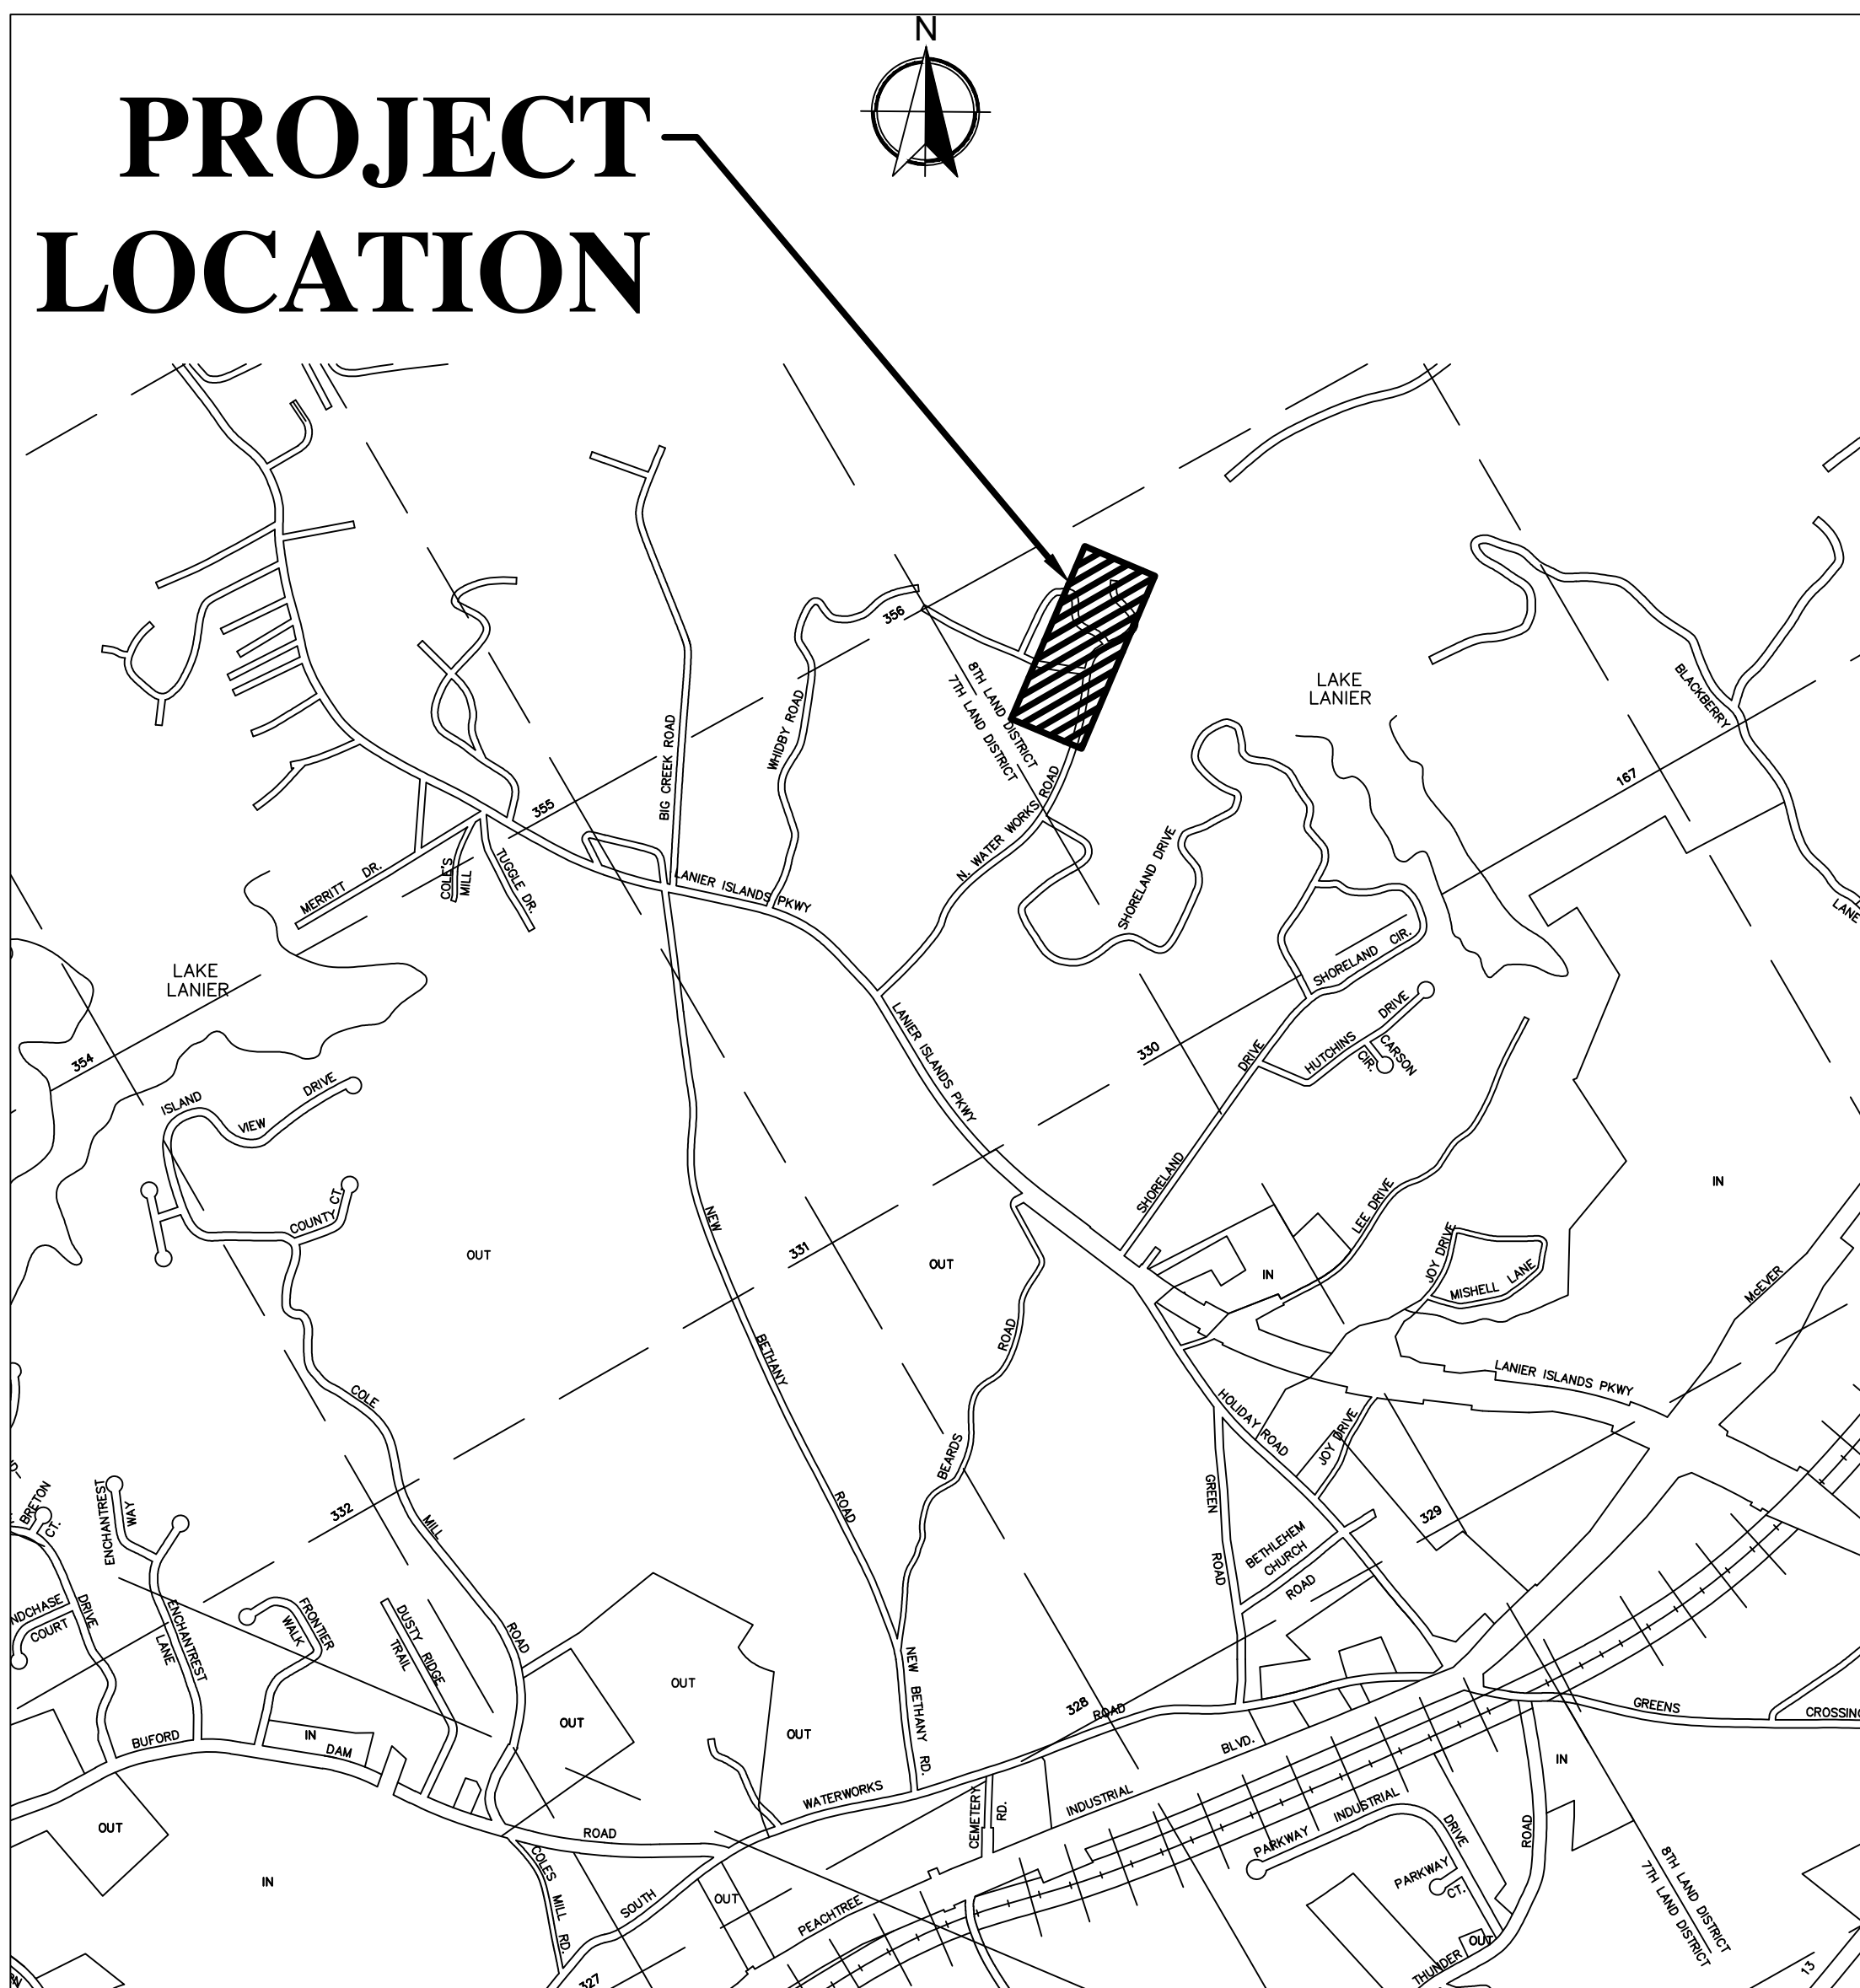 N
PROJECT
LOCATION
356
8TH LAND DISTRICT
7TH LAND DISTRICT
LAKE
LANIER
BLACKBERRY
LANE
167
WHIDBY ROAD
BIG CREEK ROAD
355
N. WATER WORKS ROAD
SHORELAND DRIVE
MERRITT DR.
COLE'S
MILL
TUGGLE DR.
LANIER ISLANDS PKWY
SHORELAND CIR.
LAKE
LANIER
354
LANIER ISLANDS PKWY
330
SHORELAND DRIVE
HUTCHINS DRIVE
CARSON
CIR.
ISLAND VIEW DRIVE
COUNTY CT.
OUT
NEW BETHANY ROAD
331
OUT
IN
LEE DRIVE
JOY DRIVE
MISHELL LANE
IN
McEVER
LANIER ISLANDS PKWY
BEARDS ROAD
HOLIDAY ROAD
JOY DRIVE
GREEN ROAD
BETHLEHEM
CHURCH
ROAD
329
COLE MILL ROAD
332
BRETON
CT.
ENCHANTREST
WAY
NDCHASE
COURT
DRIVE
ENCHANTREST
LANE
FRONTIER
WALK
DUSTY RIDGE
TRAIL
OUT
OUT
OUT
NEW BETHANY RD.
328
ROAD
GREENS
CROSSING
BUFORD
IN
DAM
ROAD
WATERWORKS
SOUTH
CEMETERY
RD.
PEACHTREE
INDUSTRIAL
BLVD.
PARKWAY
INDUSTRIAL
DRIVE
PARKWAY
CT.
ROAD
IN
8TH LAND DISTRICT
7TH LAND DISTRICT
OUT
IN
COLES MILL RD.
OUT
327
THUNDER
OUT
13